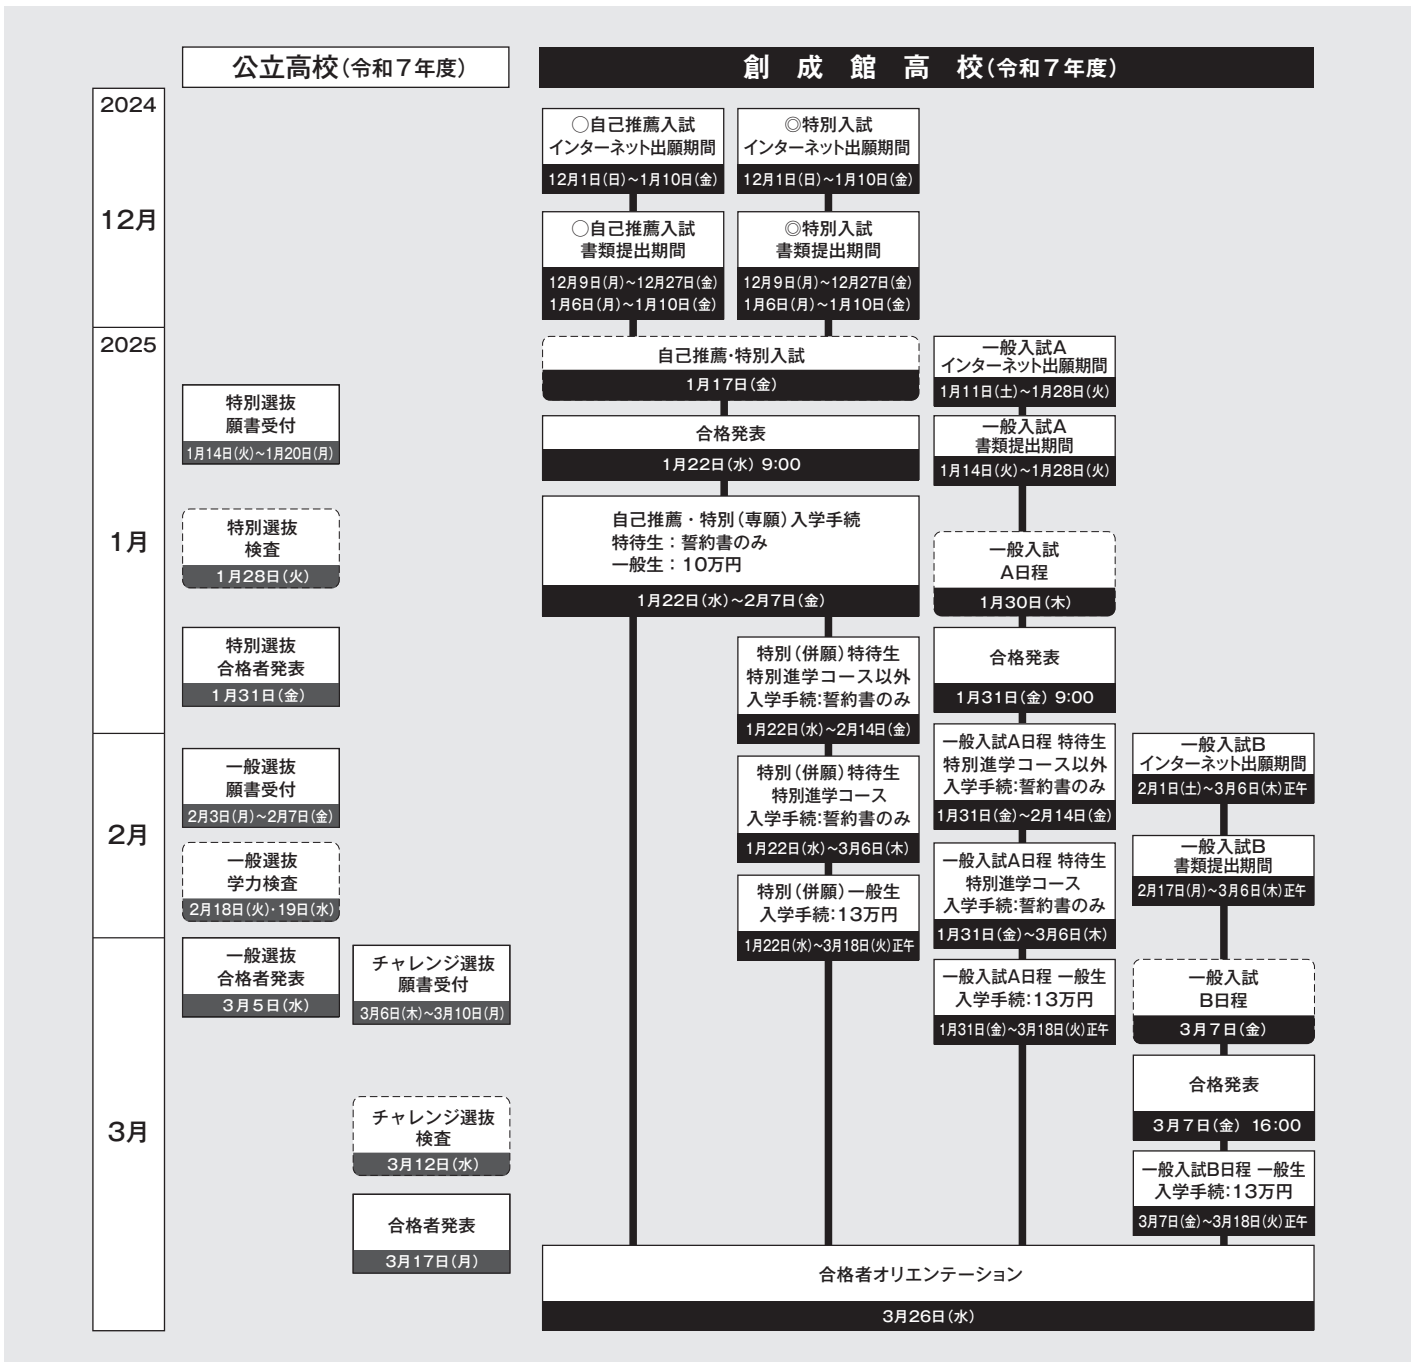 公立高校(令和７年度)
創成館高校(令和７年度)
2024
12月
2025
1月
2月
3月
特別選抜
願書受付
1月14日(火)～1月20日(月)
特別選抜
検査
1月28日(火)
特別選抜
合格者発表
1月31日(金)
一般選抜
願書受付
2月3日(月)～2月7日(金)
一般選抜
学力検査
2月18日(火)・19日(水)
一般選抜
合格者発表
3月5日(水)
チャレンジ選抜
願書受付
3月6日(木)～3月10日(月)
チャレンジ選抜
検査
3月12日(水)
合格者発表
3月17日(月)
○自己推薦入試
インターネット出願期間
12月1日(日)～1月10日(金)
○自己推薦入試
書類提出期間
12月9日(月)～12月27日(金)
1月6日(月)～1月10日(金)
◎特別入試
インターネット出願期間
12月1日(日)～1月10日(金)
◎特別入試
書類提出期間
12月9日(月)～12月27日(金)
1月6日(月)～1月10日(金)
自己推薦・特別入試
1月17日(金)
合格発表
1月22日(水) 9:00
自己推薦・特別(専願)入学手続
特待生：誓約書のみ
一般生：10万円
1月22日(水)～2月7日(金)
特別(併願)特待生
特別進学コース以外
入学手続:誓約書のみ
1月22日(水)～2月14日(金)
特別(併願)特待生
特別進学コース
入学手続:誓約書のみ
1月22日(水)～3月6日(木)
特別(併願)一般生
入学手続:13万円
1月22日(水)～3月18日(火)正午
一般入試A
インターネット出願期間
1月11日(土)～1月28日(火)
一般入試A
書類提出期間
1月14日(火)～1月28日(火)
一般入試
A日程
1月30日(木)
合格発表
1月31日(金) 9:00
一般入試A日程 特待生
特別進学コース以外
入学手続:誓約書のみ
1月31日(金)～2月14日(金)
一般入試A日程 特待生
特別進学コース
入学手続:誓約書のみ
1月31日(金)～3月6日(木)
一般入試A日程 一般生
入学手続:13万円
1月31日(金)～3月18日(火)正午
一般入試B
インターネット出願期間
2月1日(土)～3月6日(木)正午
一般入試B
書類提出期間
2月17日(月)～3月6日(木)正午
一般入試
B日程
3月7日(金)
合格発表
3月7日(金) 16:00
一般入試B日程 一般生
入学手続:13万円
3月7日(金)～3月18日(火)正午
合格者オリエンテーション
3月26日(水)